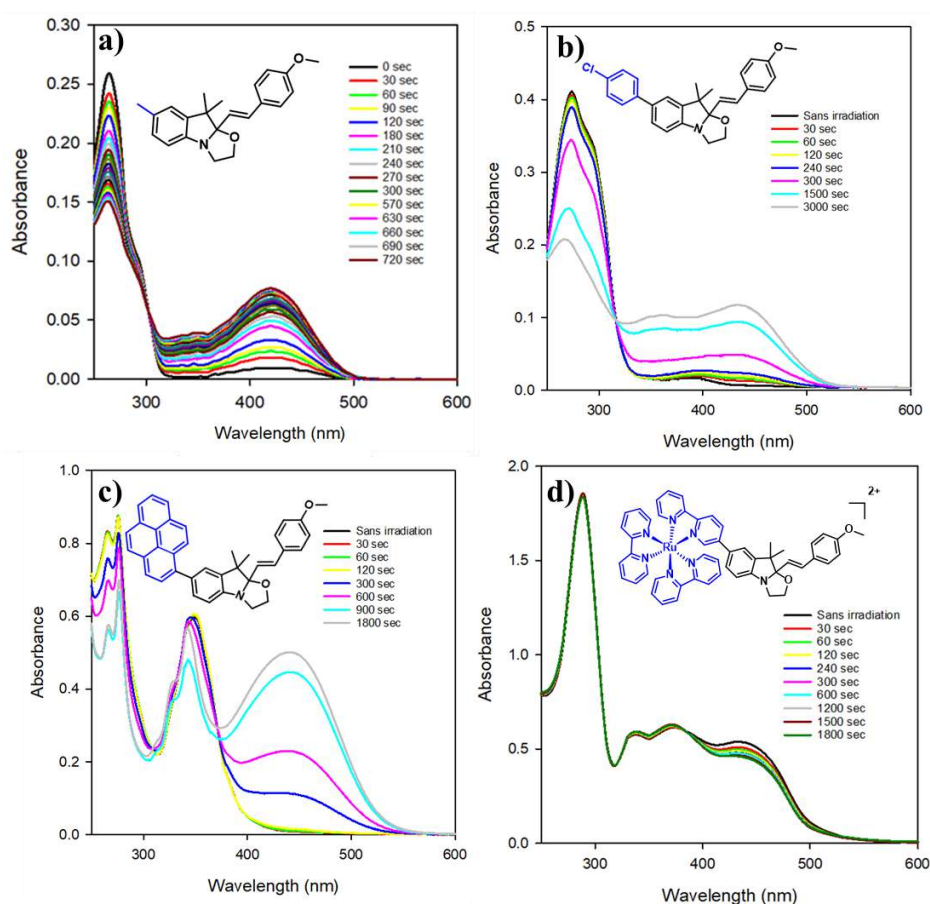 a)
0.30
0.25
0.20
0.15
0.10
0.05
0.00
Absorbance
300
400
500
600
Wavelength (nm)
O
N
O
0 sec
30 sec
60 sec
90 sec
120 sec
180 sec
210 sec
240 sec
270 sec
300 sec
570 sec
630 sec
660 sec
690 sec
720 sec
b)
0.5
0.4
0.3
0.2
0.1
0.0
Absorbance
300
400
500
600
Wavelength (nm)
Cl
O
N
O
Sans irradiation
30 sec
60 sec
120 sec
240 sec
300 sec
1500 sec
3000 sec
c)
1.0
0.8
0.6
0.4
0.2
0.0
Absorbance
300
400
500
600
Wavelength (nm)
O
N
O
Sans irradiation
30 sec
60 sec
120 sec
300 sec
600 sec
900 sec
1800 sec
d)
2.0
1.5
1.0
0.5
0.0
Absorbance
300
400
500
600
Wavelength (nm)
2+
N
N
N
Ru
N
N
N
O
N
O
Sans irradiation
30 sec
60 sec
120 sec
240 sec
300 sec
600 sec
1200 sec
1500 sec
1800 sec